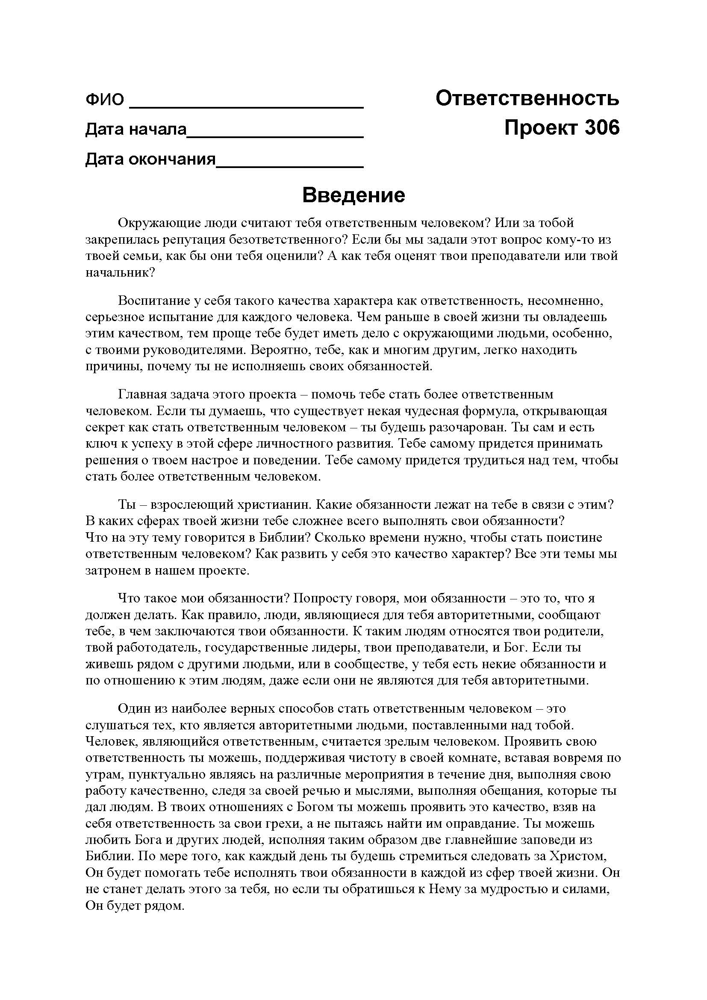 ФИО ______________________ Ответственность
Дата начала__________________ Проект 306
Дата окончания_______________
Введение
Окружающие люди считают тебя ответственным человеком? Или за тобой
закрепилась репутация безответственного? Если бы мы задали этот вопрос кому-то из
твоей семьи, как бы они тебя оценили? А как тебя оценят твои преподаватели или твой
начальник?
Воспитание у себя такого качества характера как ответственность, несомненно,
серьезное испытание для каждого человека. Чем раньше в своей жизни ты овладеешь
этим качеством, тем проще тебе будет иметь дело с окружающими людьми, особенно,
с твоими руководителями. Вероятно, тебе, как и многим другим, легко находить
причины, почему ты не исполняешь своих обязанностей.
Главная задача этого проекта – помочь тебе стать более ответственным
человеком. Если ты думаешь, что существует некая чудесная формула, открывающая
секрет как стать ответственным человеком – ты будешь разочарован. Ты сам и есть
ключ к успеху в этой сфере личностного развития. Тебе самому придется принимать
решения о твоем настрое и поведении. Тебе самому придется трудиться над тем, чтобы
стать более ответственным человеком.
Ты – взрослеющий христианин. Какие обязанности лежат на тебе в связи с этим?
В каких сферах твоей жизни тебе сложнее всего выполнять свои обязанности?
Что на эту тему говорится в Библии? Сколько времени нужно, чтобы стать поистине
ответственным человеком? Как развить у себя это качество характер? Все эти темы мы
затронем в нашем проекте.
Что такое мои обязанности? Попросту говоря, мои обязанности – это то, что я
должен делать. Как правило, люди, являющиеся для тебя авторитетными, сообщают
тебе, в чем заключаются твои обязанности. К таким людям относятся твои родители,
твой работодатель, государственные лидеры, твои преподаватели, и Бог. Если ты
живешь рядом с другими людьми, или в сообществе, у тебя есть некие обязанности и
по отношению к этим людям, даже если они не являются для тебя авторитетными.
Один из наиболее верных способов стать ответственным человеком – это
слушаться тех, кто является авторитетными людьми, поставленными над тобой.
Человек, являющийся ответственным, считается зрелым человеком. Проявить свою
ответственность ты можешь, поддерживая чистоту в своей комнате, вставая вовремя по
утрам, пунктуально являясь на различные мероприятия в течение дня, выполняя свою
работу качественно, следя за своей речью и мыслями, выполняя обещания, которые ты
дал людям. В твоих отношениях с Богом ты можешь проявить это качество, взяв на
себя ответственность за свои грехи, а не пытаясь найти им оправдание. Ты можешь
любить Бога и других людей, исполняя таким образом две главнейшие заповеди из
Библии. По мере того, как каждый день ты будешь стремиться следовать за Христом,
Он будет помогать тебе исполнять твои обязанности в каждой из сфер твоей жизни. Он
не станет делать этого за тебя, но если ты обратишься к Нему за мудростью и силами,
Он будет рядом.